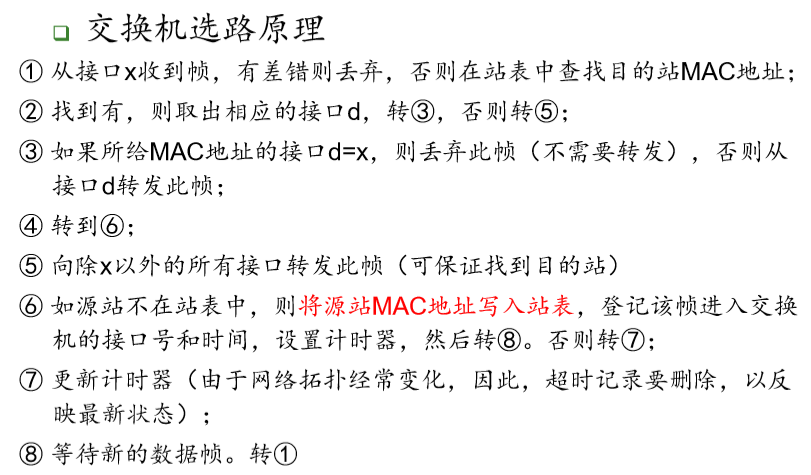 交换机选路原理
① 从接口x收到帧，有差错则丢弃，否则在站表中查找目的站MAC地址；
② 找到有，则取出相应的接口d，转③，否则转⑤；
③ 如果所给MAC地址的接口d=x，则丢弃此帧（不需要转发），否则从
接口d转发此帧；
④ 转到⑥；
⑤ 向除x以外的所有接口转发此帧（可保证找到目的站）
⑥ 如源站不在站表中，则将源站MAC地址写入站表，登记该帧进入交换
机的接口号和时间，设置计时器，然后转⑧。否则转⑦；
⑦ 更新计时器（由于网络拓扑经常变化，因此，超时记录要删除，以反
映最新状态）；
⑧ 等待新的数据帧。转①